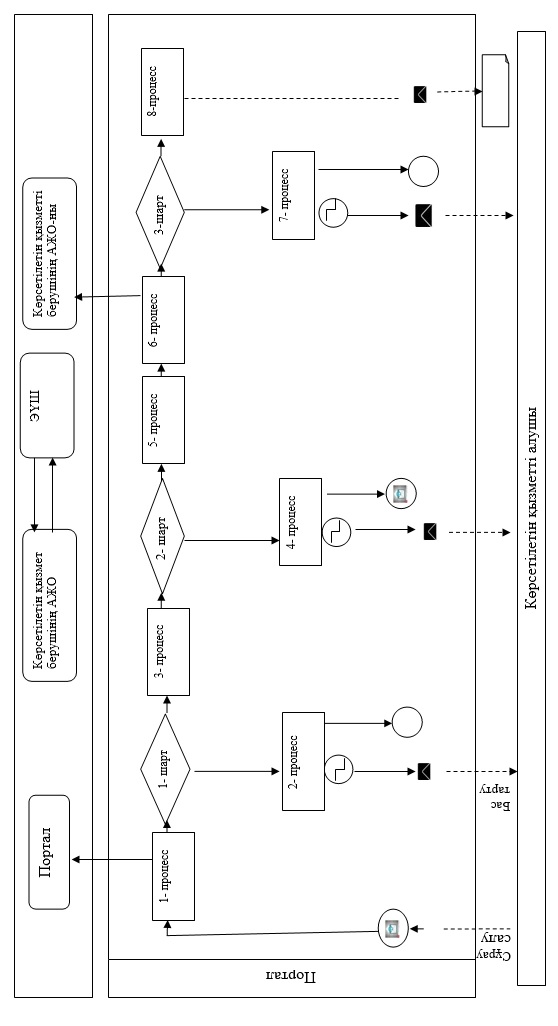 Портал
Көрсетілетін қызмет
берушінің АЖО
ЭҮШ
Көрсетілетін қызметті
берушінің АЖО-ны
Портал
1- процесс
1- шарт
3- процесс
2- шарт
5- процесс
6- процесс
3-шарт
8-процесс
2- процесс
4- процесс
7- процесс
Сұрау
салу
Бас
тарту
Көрсетілетін қызметті алушы